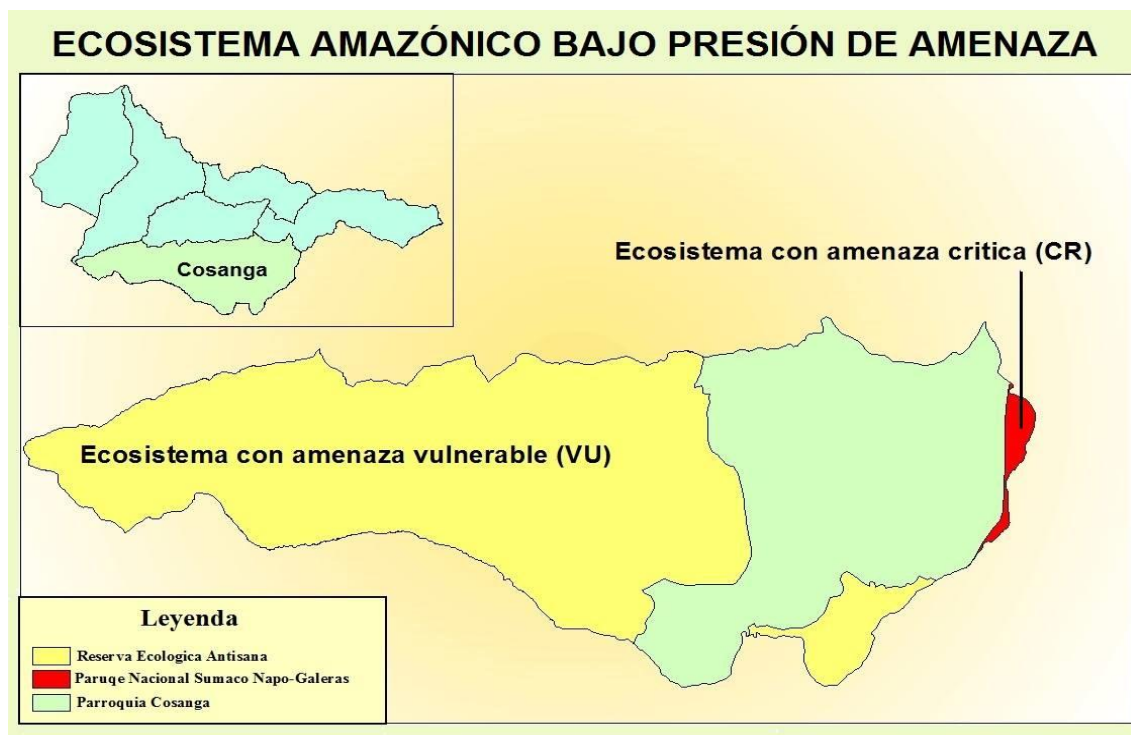 ECOSISTEMA AMAZÓNICO BAJO PRESIÓN DE AMENAZA
Cosanga
Ecosistema con amenaza critica (CR)
Ecosistema con amenaza vulnerable (VU)
Leyenda
Reserva Ecologica Antisana
Paruqe Nacional Sumaco Napo-Galeras
Parroquia Cosanga